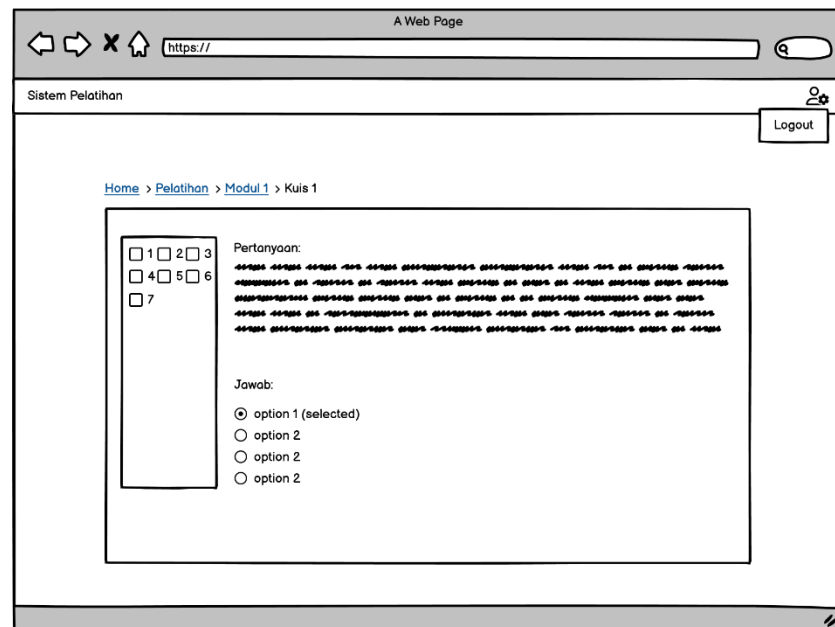 A Web Page
https://
Sistem Pelatihan
Logout
Home > Pelatihan > Modul 1 > Kuis 1
1 2 3
4 5 6
7
Pertanyaan:
Jawab:
option 1 (selected)
option 2
option 2
option 2